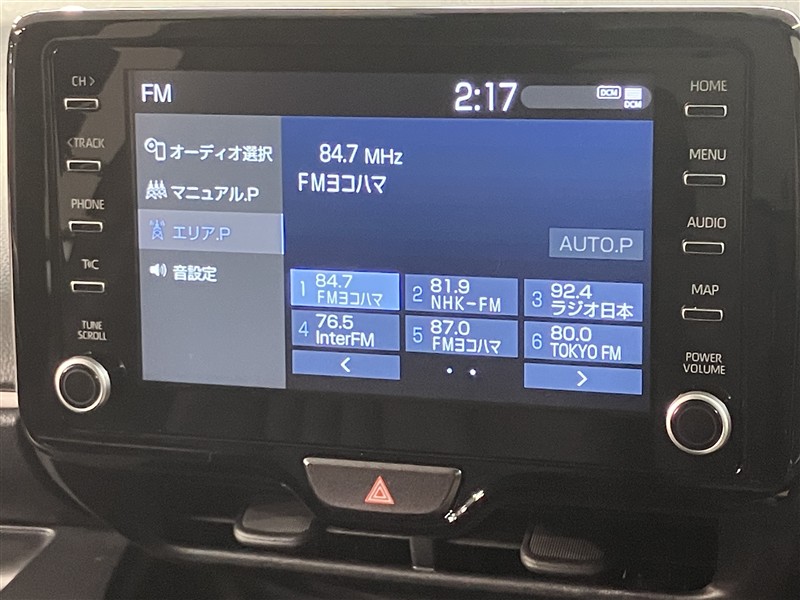 CH >
< TRACK
PHONE
T&C
TUNE
SCROLL
FM
2:17
DCM
DCM
オーディオ選択
マニュアル.P
エリア.P
音設定
84.7 MHz
FMヨコハマ
AUTO.P
1 84.7 FMヨコハマ
2 81.9 NHK-FM
3 92.4 ラジオ日本
4 76.5 InterFM
5 87.0 FMヨコハマ
6 80.0 TOKYO FM
<
>
HOME
MENU
AUDIO
MAP
POWER
VOLUME